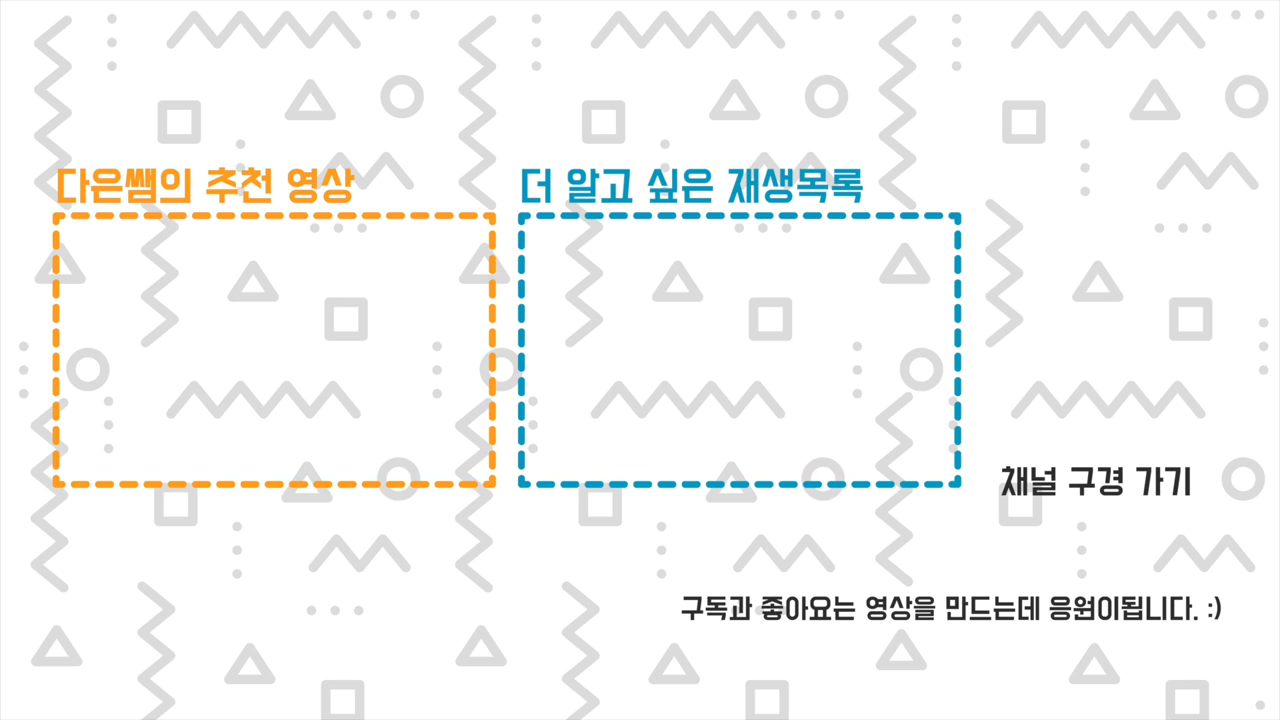 다은쌤의 추천 영상
더 알고 싶은 재생목록
채널 구경 가기
구독과 좋아요는 영상을 만드는데 응원이됩니다. :)